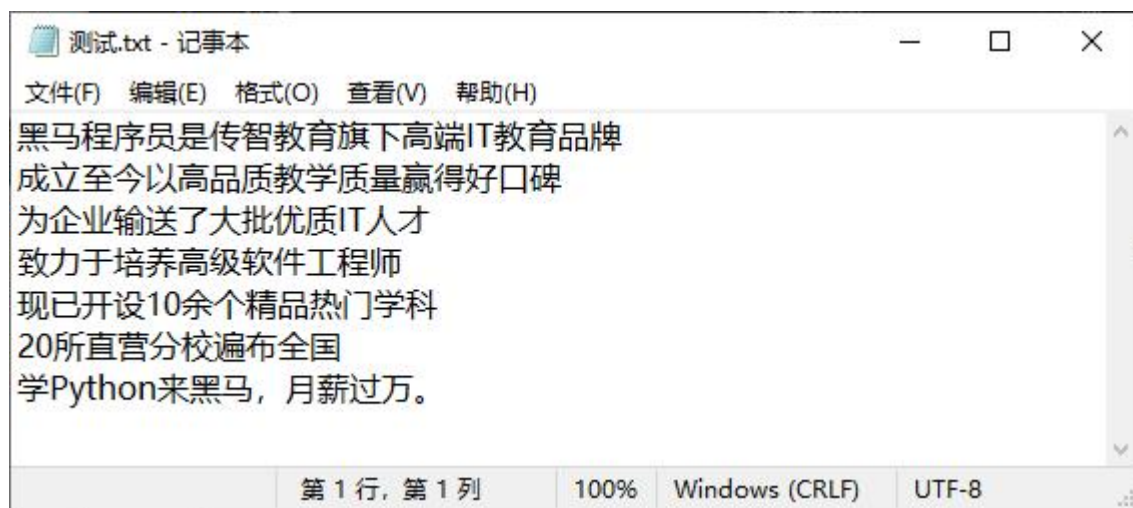 测试.txt - 记事本
文件(F) 编辑(E) 格式(O) 查看(V) 帮助(H)
黑马程序员是传智教育旗下高端IT教育品牌
成立至今以高品质教学质量赢得好口碑
为企业输送了大批优质IT人才
致力于培养高级软件工程师
现已开设10余个精品热门学科
20所直营分校遍布全国
学Python来黑马，月薪过万。
第 1 行, 第 1 列 100% Windows (CRLF) UTF-8